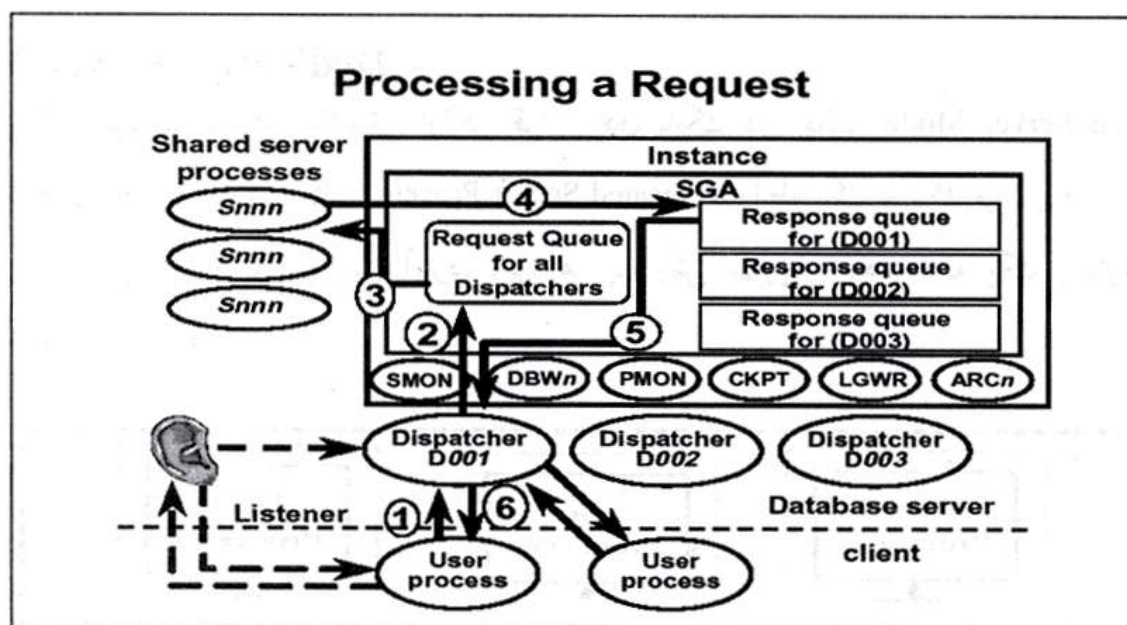 Processing a Request
Shared server
processes
Snnn
Snnn
Snnn
Instance
SGA
4
Request Queue
for all
Dispatchers
Response queue
for (D001)
Response queue
for (D002)
Response queue
for (D003)
3
2
5
SMON
DBWn
PMON
CKPT
LGWR
ARCn
Dispatcher
D001
Dispatcher
D002
Dispatcher
D003
Listener
1
6
Database server
client
User
process
User
process